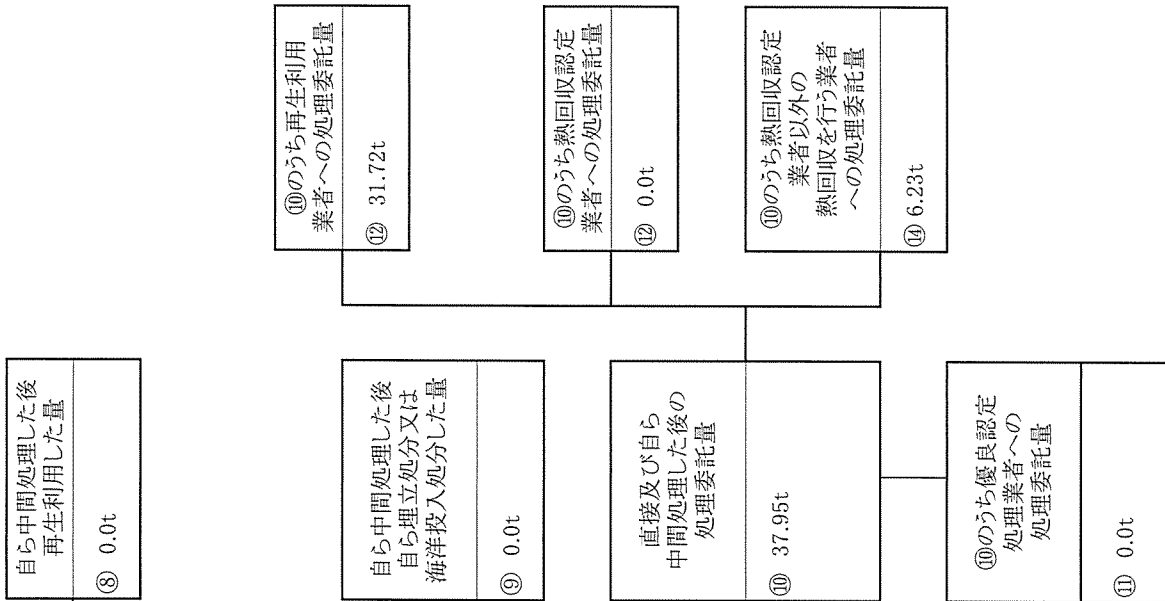 自ら中間処理した後
再生利用した量
⑧ 0.0t
自ら中間処理した後
自ら埋立処分又は
海洋投入処分した量
⑨ 0.0t
直接及び自ら
中間処理した後の
処理委託量
⑩ 37.95t
⑩のうち優良認定
処理業者への
処理委託量
⑪ 0.0t
⑩のうち再生利用
業者への処理委託量
⑫ 31.72t
⑩のうち熱回収認定
業者への処理委託量
⑫ 0.0t
⑩のうち熱回収認定
業者以外の
熱回収を行う業者
への処理委託量
⑭ 6.23t